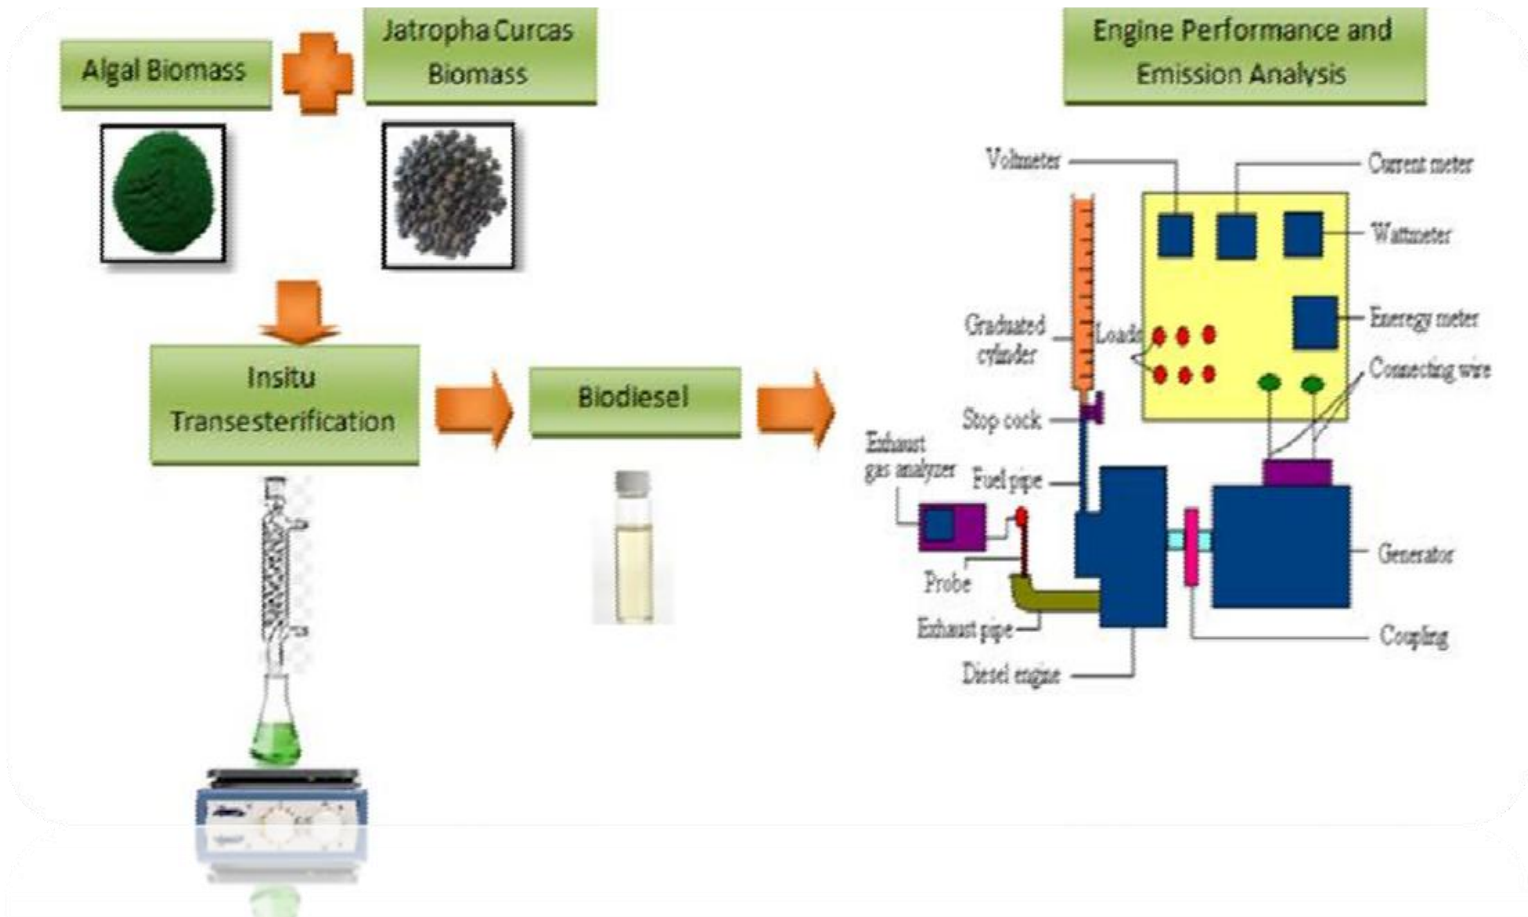 Algal Biomass
Jatropha Curcas
Biomass
Insitu
Transesterification
Biodiesel
Engine Performance and
Emission Analysis
Voltmeter
Current meter
Wattmeter
Graduated
cylinder
Loads
Eneregy meter
Connecting wire
Stop cock
Exhaust
gas analyzer
Fuel pipe
Probe
Generator
Exhaust pipe
Coupling
Diesel engine